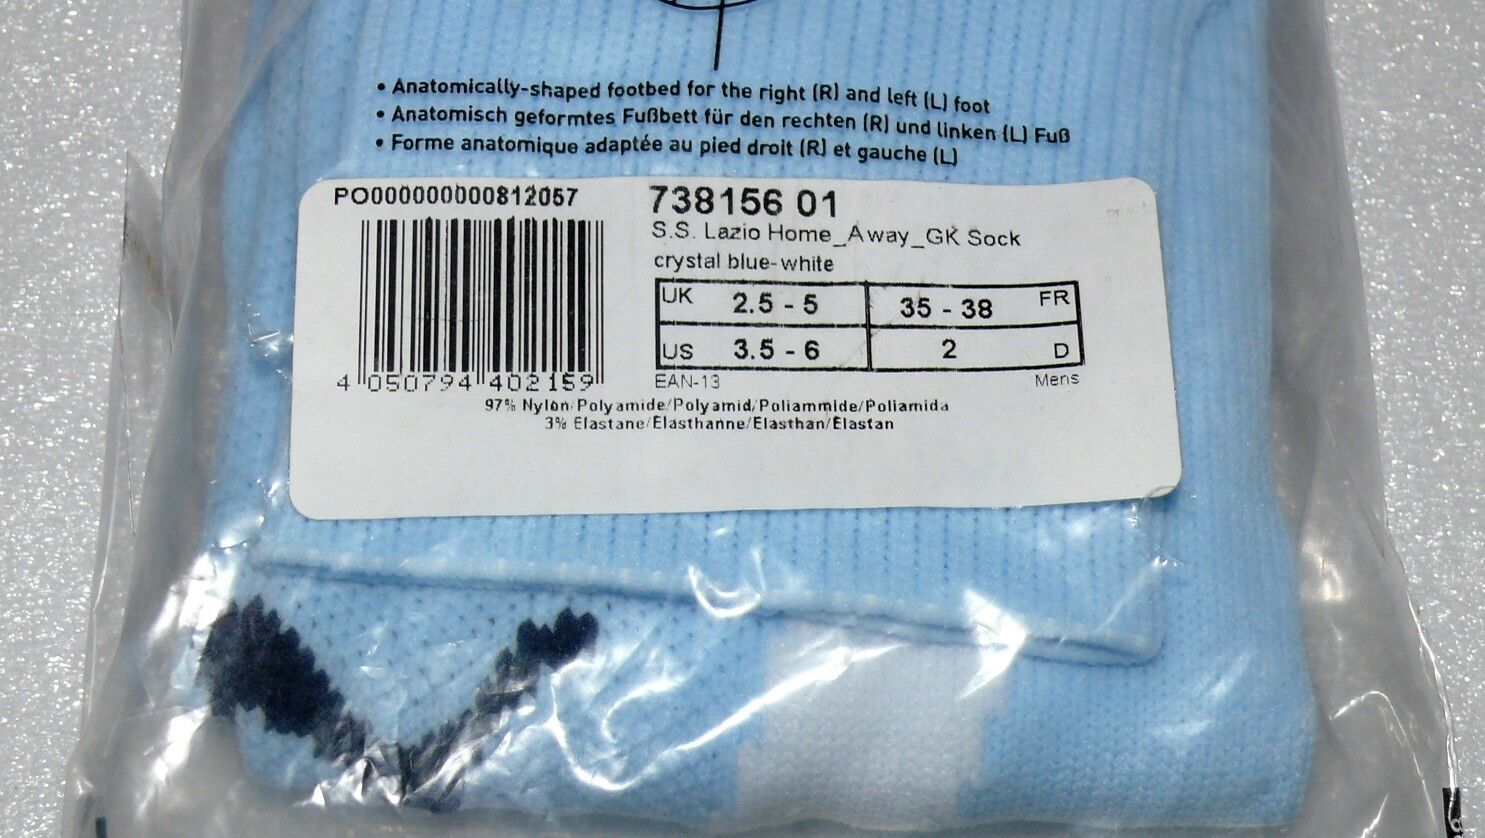 • Anatomically-shaped footbed for the right (R) and left (L) foot
• Anatomisch geformtes Fußbett für den rechten (R) und linken (L) Fuß
• Forme anatomique adaptée au pied droit (R) et gauche (L)
PO000000000812057
738156 01
S.S. Lazio Home_Away_GK Sock
crystal blue-white
UK 2.5 - 5 35 - 38 FR
US 3.5 - 6 2 D
4 050794 402159
EAN-13 Mens
97% Nylon/Polyamide/Polyamid/Poliammide/Poliamida
3% Elastane/Elasthanne/Elasthan/Elastan